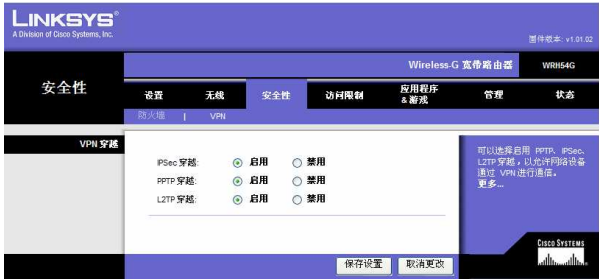 LINKSYS®
A Division of Cisco Systems, Inc.
固件版本: v1.01.02
Wireless-G 宽带路由器
WRH54G
安全性
设置
无线
安全性
访问限制
应用程序
& 游戏
管理
状态
防火墙 | VPN
VPN 穿越
IPSec 穿越: 启用 禁用
PPTP 穿越: 启用 禁用
L2TP 穿越: 启用 禁用
可以选择启用 PPTP、IPSec、
L2TP 穿越，以允许网络设备
通过 VPN 进行通信。
更多...
保存设置
取消更改
CISCO SYSTEMS